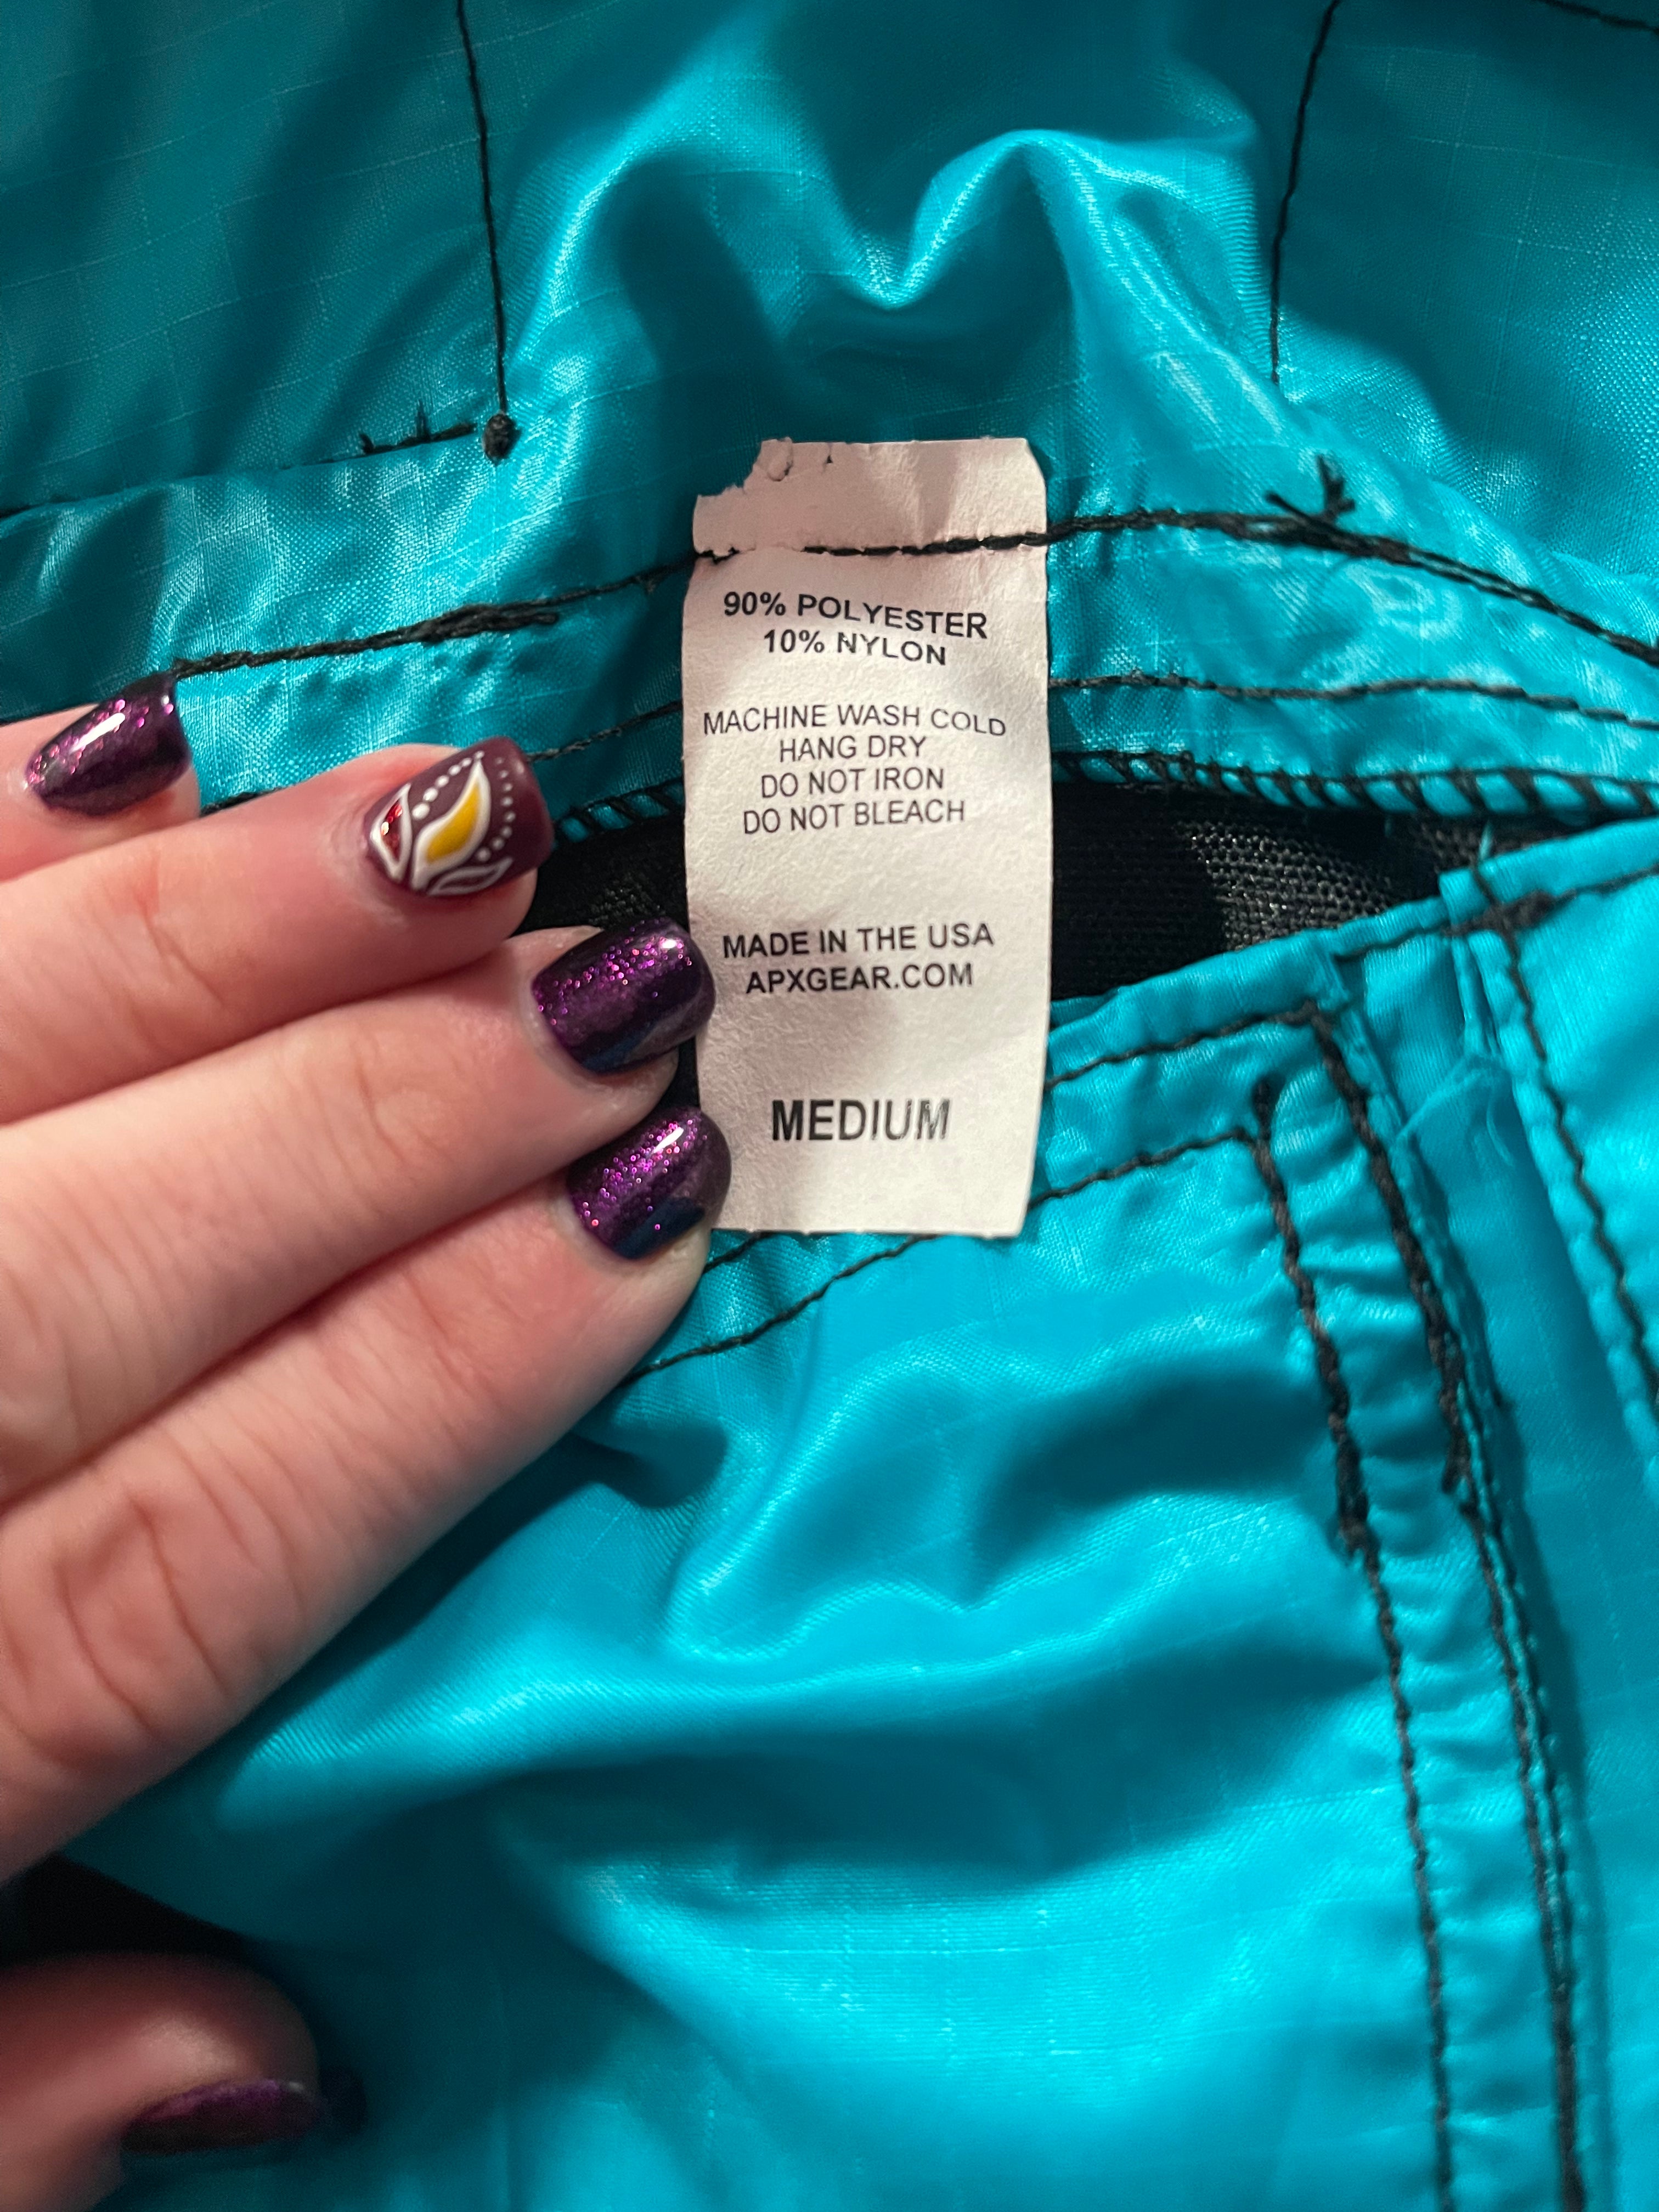 90% POLYESTER
10% NYLON
MACHINE WASH COLD
HANG DRY
DO NOT IRON
DO NOT BLEACH
MADE IN THE USA
APXGEAR.COM
MEDIUM